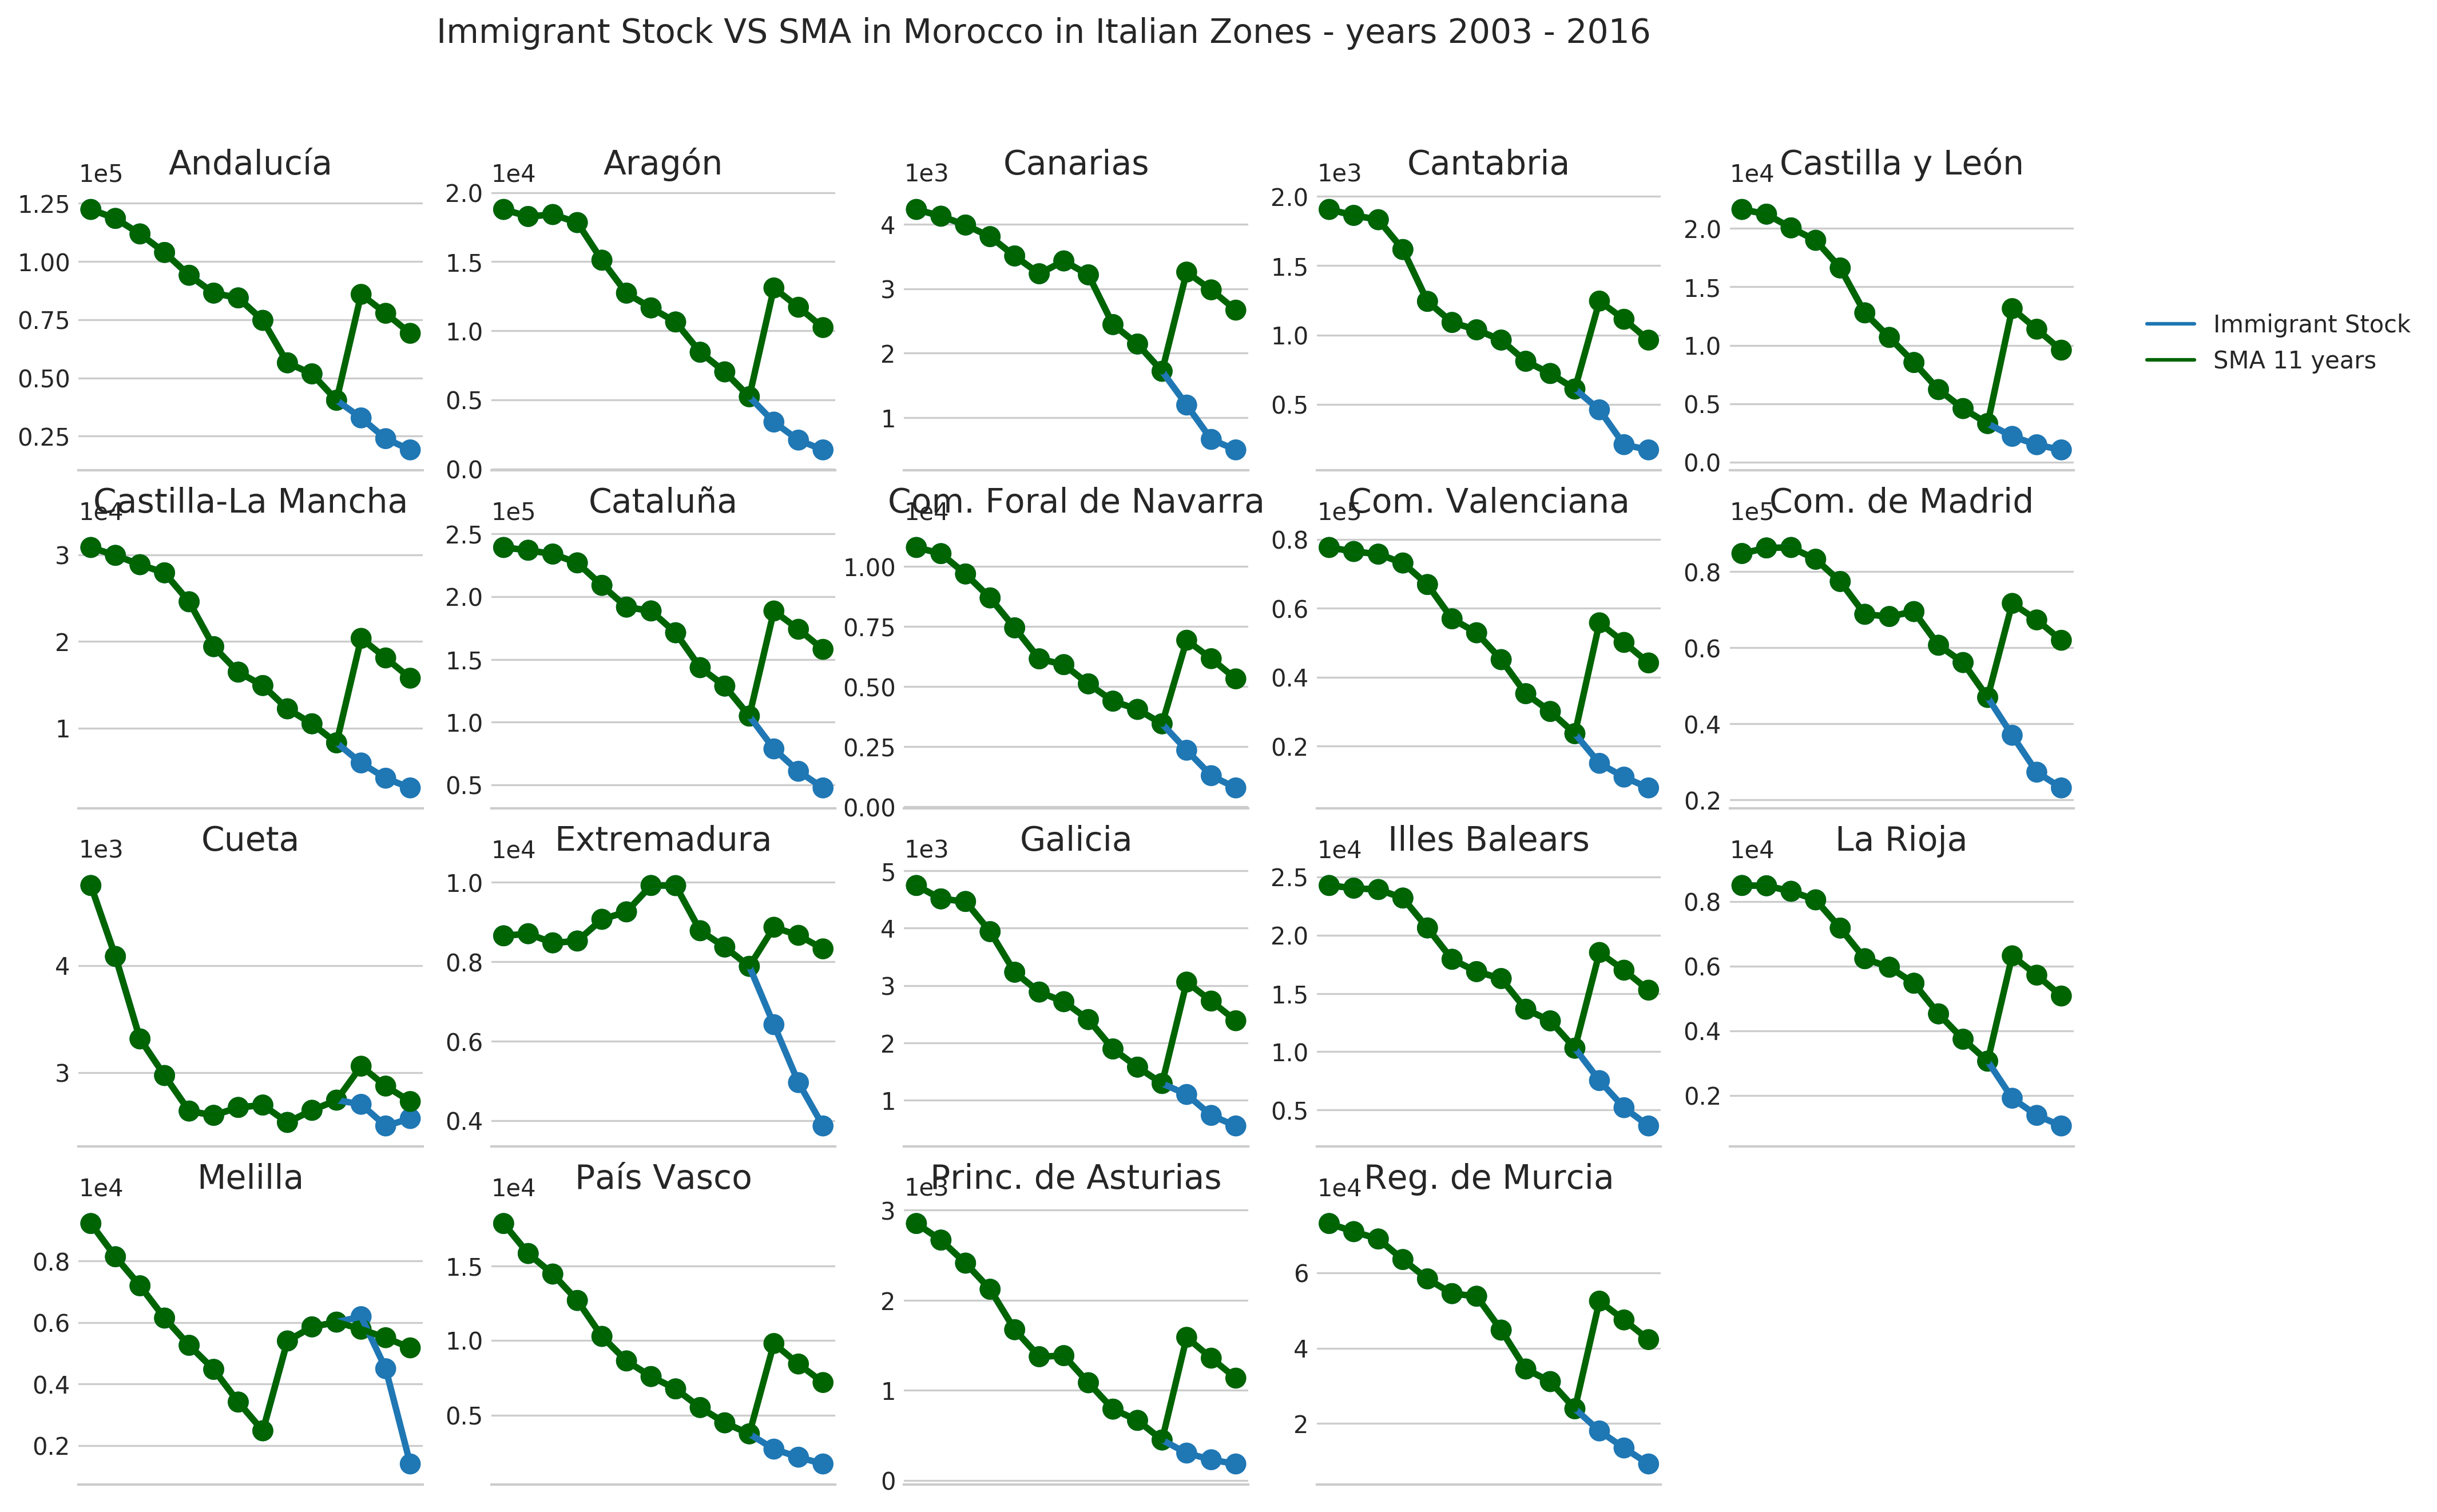 Immigrant Stock VS SMA in Morocco in Italian Zones - years 2003 - 2016
Andalucía
1e5
1.25
1.00
0.75
0.50
0.25
Aragón
1e4
2.0
1.5
1.0
0.5
0.0
Canarias
1e3
4
3
2
1
Cantabria
1e3
2.0
1.5
1.0
0.5
Castilla y León
1e4
2.0
1.5
1.0
0.5
0.0
Immigrant Stock
SMA 11 years
Castilla-La Mancha
1e4
3
2
1
Cataluña
1e5
2.5
2.0
1.5
1.0
0.5
Com. Foral de Navarra
1e4
1.00
0.75
0.50
0.25
0.00
Com. Valenciana
1e5
0.8
0.6
0.4
0.2
Com. de Madrid
1e5
0.8
0.6
0.4
0.2
Cueta
1e3
4
3
Extremadura
1e4
1.0
0.8
0.6
0.4
Galicia
1e3
5
4
3
2
1
Illes Balears
1e4
2.5
2.0
1.5
1.0
0.5
La Rioja
1e4
0.8
0.6
0.4
0.2
Melilla
1e4
0.8
0.6
0.4
0.2
País Vasco
1e4
1.5
1.0
0.5
Princ. de Asturias
1e3
3
2
1
0
Reg. de Murcia
1e4
6
4
2